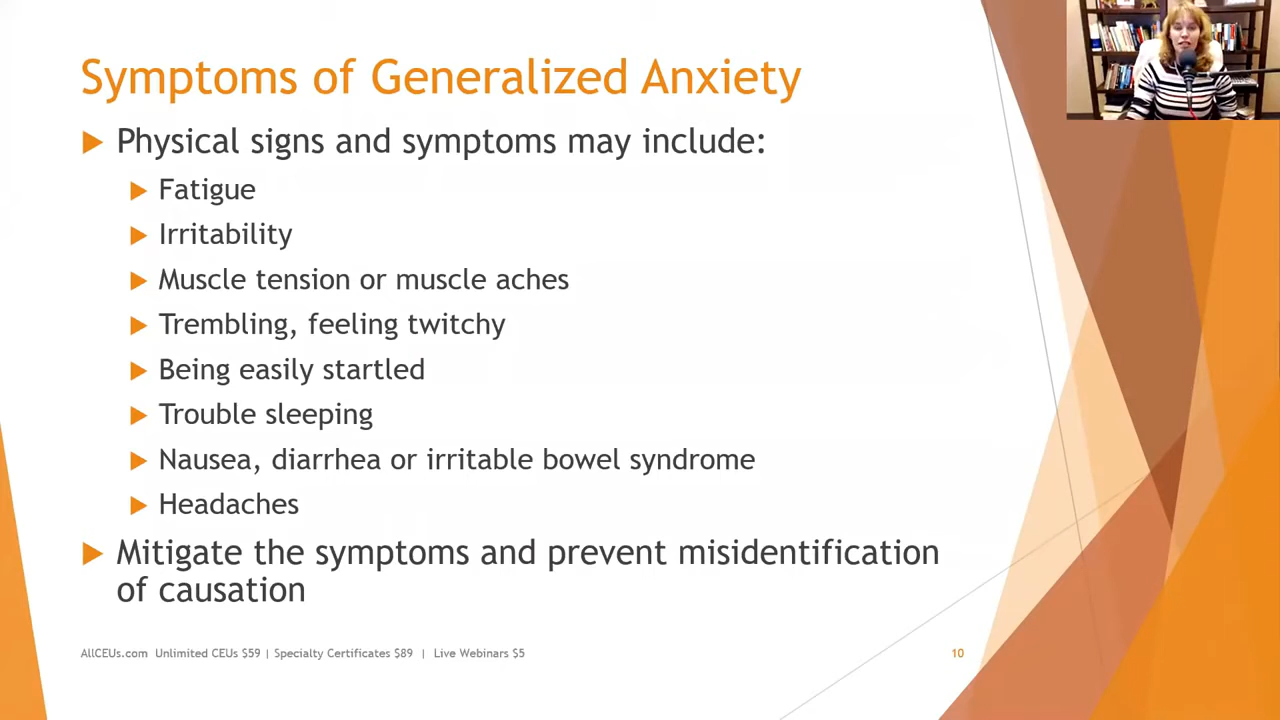 Symptoms of Generalized Anxiety
Physical signs and symptoms may include:
Fatigue
Irritability
Muscle tension or muscle aches
Trembling, feeling twitchy
Being easily startled
Trouble sleeping
Nausea, diarrhea or irritable bowel syndrome
Headaches
Mitigate the symptoms and prevent misidentification
of causation
AllCEUs.com Unlimited CEUs $59 | Specialty Certificates $89 | Live Webinars $5
10